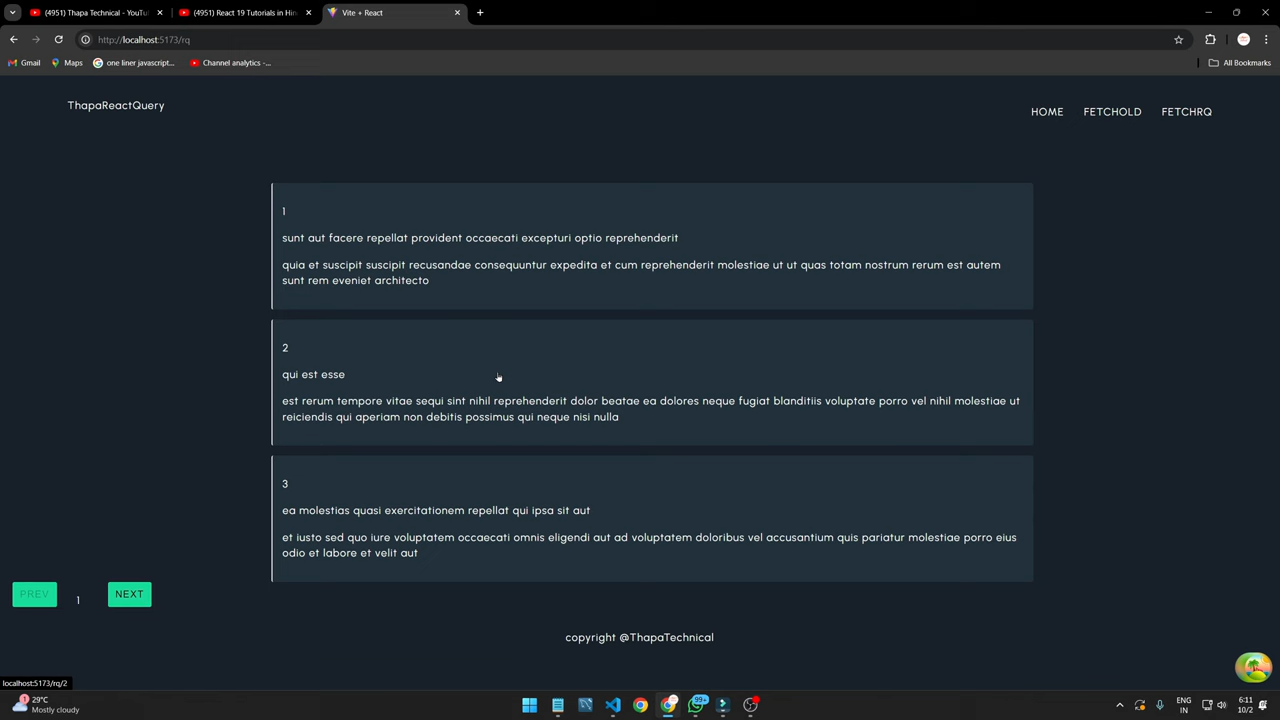 (4951) Thapa Technical - YouTu
(4951) React 19 Tutorials in Hin
Vite + React
http://localhost:5173/rq
Gmail
Maps
one liner javascript...
Channel analytics -...
All Bookmarks
ThapaReactQuery
HOME
FETCHOLD
FETCHRQ
1
sunt aut facere repellat provident occaecati excepturi optio reprehenderit
quia et suscipit suscipit recusandae consequuntur expedita et cum reprehenderit molestiae ut ut quas totam nostrum rerum est autem
sunt rem eveniet architecto
2
qui est esse
est rerum tempore vitae sequi sint nihil reprehenderit dolor beatae ea dolores neque fugiat blanditiis voluptate porro vel nihil molestiae ut
reiciendis qui aperiam non debitis possimus qui neque nisi nulla
3
ea molestias quasi exercitationem repellat qui ipsa sit aut
et iusto sed quo iure voluptatem occaecati omnis eligendi aut ad voluptatem doloribus vel accusantium quis pariatur molestiae porro eius
odio et labore et velit aut
PREV
1
NEXT
copyright @ThapaTechnical
localhost:5173/rq/2
1
29°C
Mostly cloudy
99+
ENG
IN
6:11
10/2